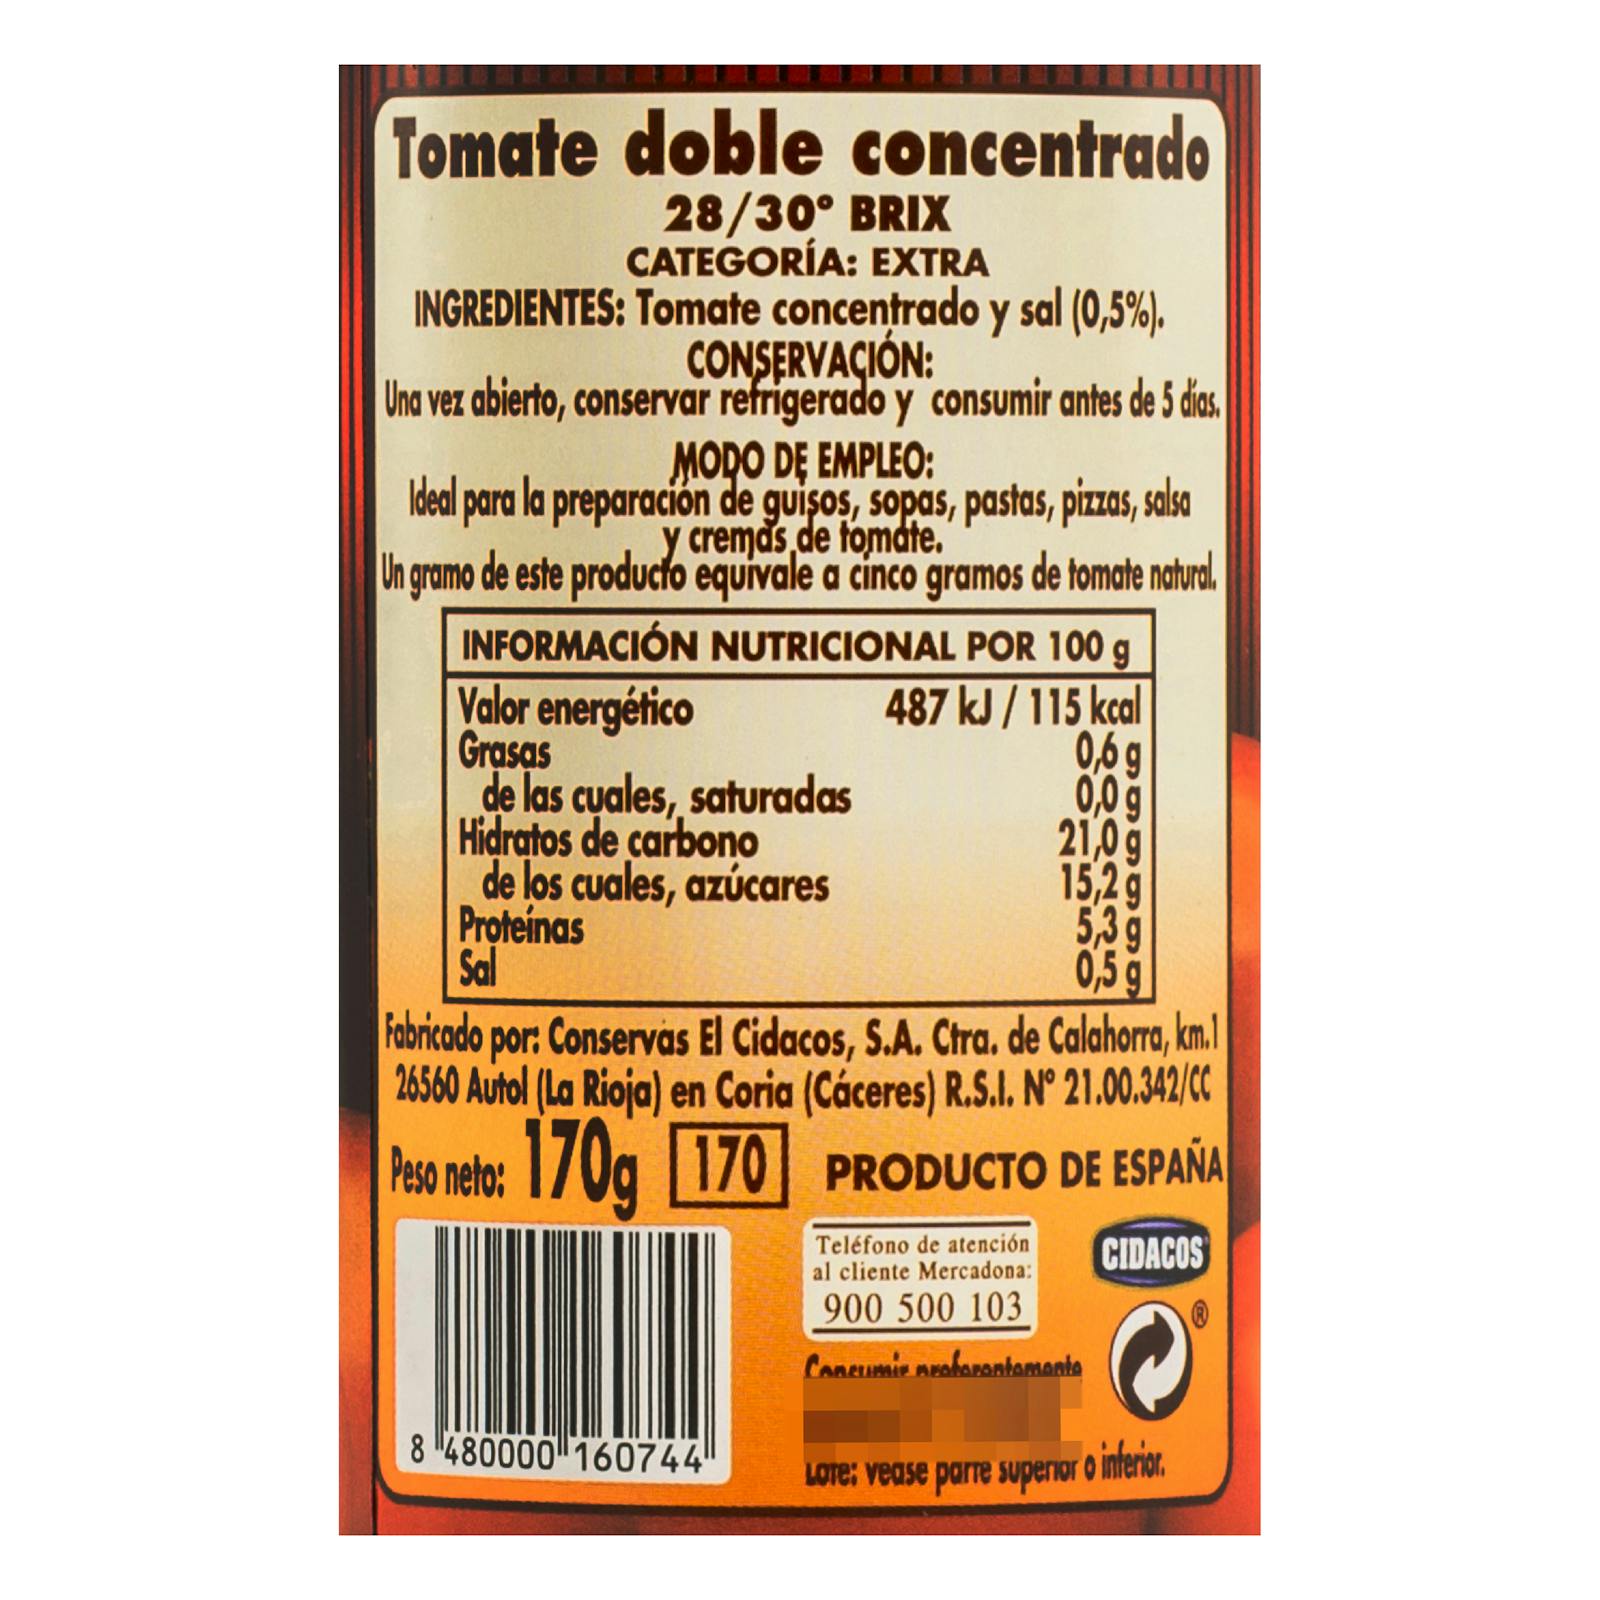 Tomate doble concentrado
28/30° BRIX
CATEGORÍA: EXTRA
INGREDIENTES: Tomate concentrado y sal (0,5%).
CONSERVACIÓN:
Una vez abierto, conservar refrigerado y consumir antes de 5 días.
MODO DE EMPLEO:
Ideal para la preparación de guisos, sopas, pastas, pizzas, salsa
y cremas de tomate.
Un gramo de este producto equivale a cinco gramos de tomate natural.
INFORMACIÓN NUTRICIONAL POR 100 g
Valor energético 487 kJ / 115 kcal
Grasas 0,6 g
de las cuales, saturadas 0,0 g
Hidratos de carbono 21,0 g
de los cuales, azúcares 15,2 g
Proteínas 5,3 g
Sal 0,5 g
Fabricado por: Conservas El Cidacos, S.A. Ctra. de Calahorra, km.1
26560 Autol (La Rioja) en Coria (Cáceres) R.S.I. Nº 21.00.342/CC
Peso neto: 170g 170 PRODUCTO DE ESPAÑA
8 480000 160744
Teléfono de atención
al cliente Mercadona:
900 500 103
CIDACOS
®
Consumir preferentemente
Lote: véase parte superior o inferior.